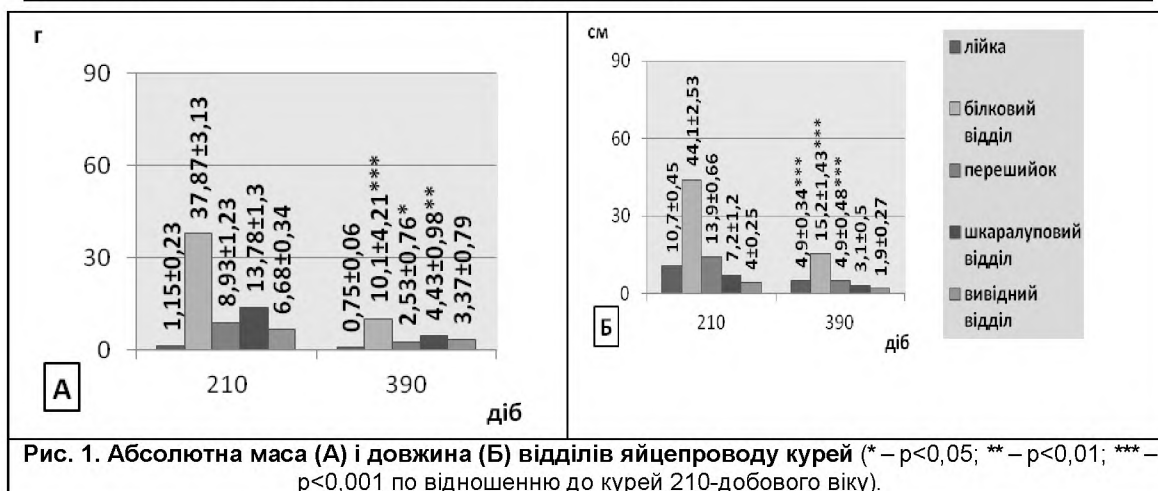 г
90
60
30
0
1,15±0,23
37,87±3,13
8,93±1,23
13,78±1,3
6,68±0,34
0,75±0,06
10,1±4,21***
2,53±0,76*
4,43±0,98**
3,37±0,79
210
390
діб
А
см
90
60
30
0
10,7±0,45
44,1±2,53
13,9±0,66
7,2±1,2
4±0,25
4,9±0,34***
15,2±1,43***
4,9±0,48***
3,1±0,5
1,9±0,27
210
390
діб
Б
лійка
білковий
відділ
перешийок
шкаралуповий
відділ
вивідний
відділ
Рис. 1. Абсолютна маса (А) і довжина (Б) відділів яйцепроводу курей (* – p<0,05; ** – p<0,01; *** –
p<0,001 по відношенню до курей 210-добового віку).